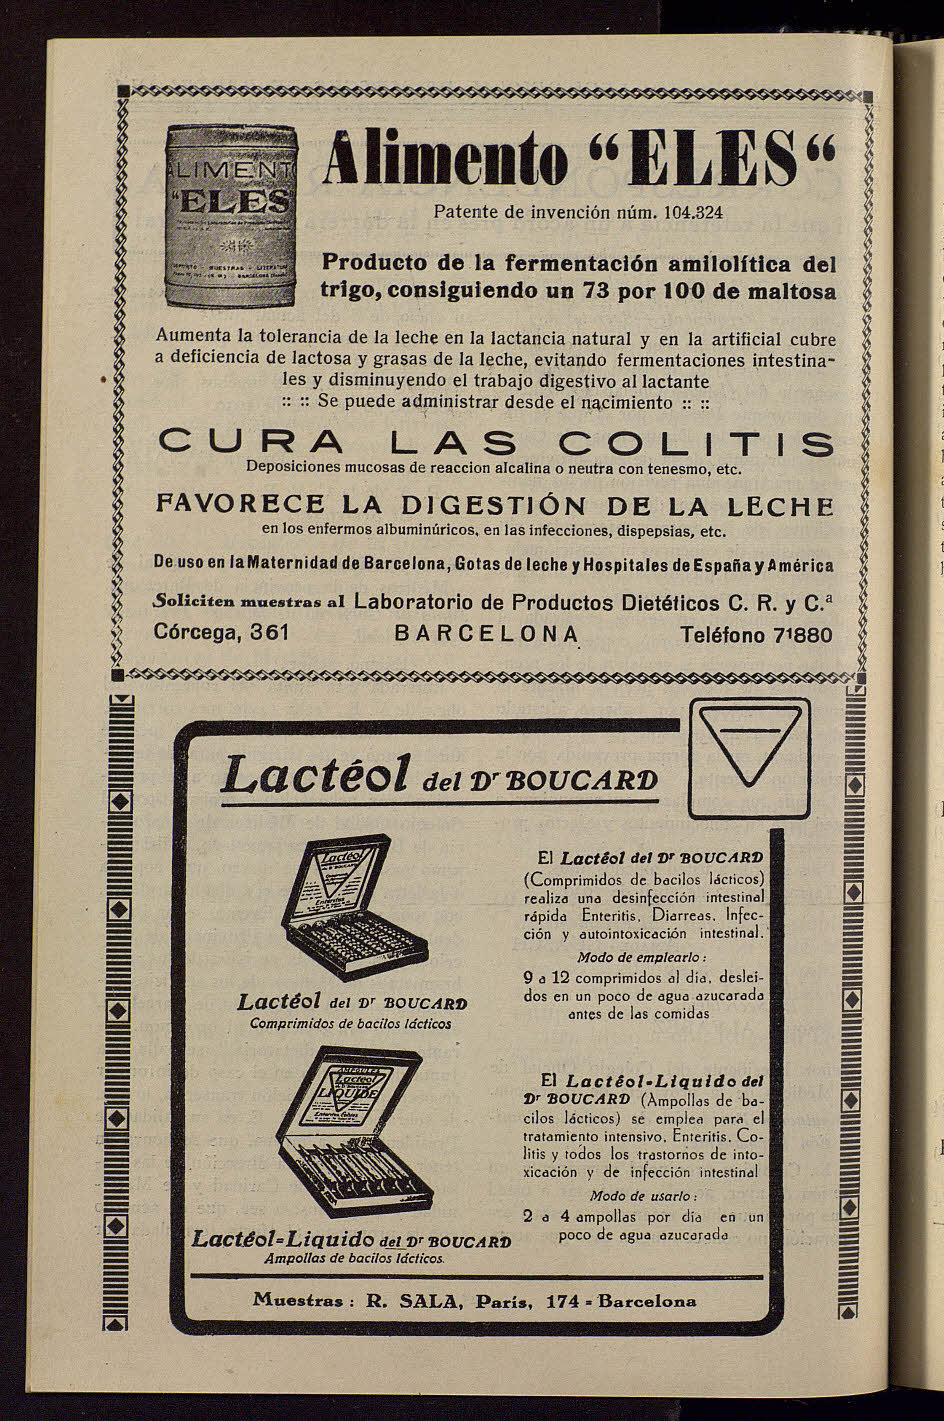 ALIMENTO
"ELES"
Alimento "ELES"
Patente de invención núm. 104.324
Producto de la fermentación amilolítica del
trigo, consiguiendo un 73 por 100 de maltosa
Aumenta la tolerancia de la leche en la lactancia natural y en la artificial cubre
a deficiencia de lactosa y grasas de la leche, evitando fermentaciones intestina-
les y disminuyendo el trabajo digestivo al lactante
:: :: Se puede administrar desde el nacimiento :: ::
CURA LAS COLITIS
Deposiciones mucosas de reaccion alcalina o neutra con tenesmo, etc.
FAVORECE LA DIGESTIÓN DE LA LECHE
en los enfermos albuminúricos, en las infecciones, dispepsias, etc.
De uso en la Maternidad de Barcelona, Gotas de leche y Hospitales de España y América
Soliciten muestras al Laboratorio de Productos Dietéticos C. R. y C.ª
Córcega, 361 BARCELONA Teléfono 71880
Lactéol del Dr BOUCARD
Lactéol
El Lactéol del Dr BOUCARD
(Comprimidos de bacilos lácticos)
realiza una desinfección intestinal
rápida Enteritis, Diarreas, Infec-
ción y autointoxicación intestinal.
Modo de emplearlo:
9 a 12 comprimidos al día, deslei-
dos en un poco de agua azucarada
antes de las comidas
Lactéol del Dr BOUCARD
Comprimidos de bacilos lácticos
AMPOULES
Lactéol
LIQUIDE
El Lactéol-Liquido del
Dr BOUCARD (Ampollas de ba-
cilos lácticos) se emplea para el
tratamiento intensivo, Enteritis, Co-
litis y todos los trastornos de into-
xicación y de infección intestinal
Modo de usarlo:
2 a 4 ampollas por día en un
poco de agua azucarada
Lactéol-Liquido del Dr BOUCARD
Ampollas de bacilos lácticos.
Muestras: R. SALA, París, 174 - Barcelona